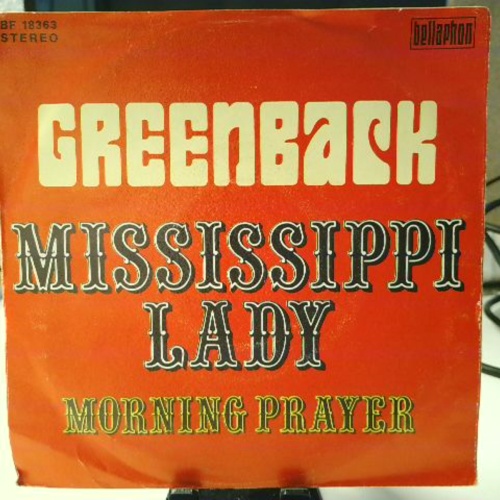 BF 18363
STEREO
bellaphon
GREENBACK
MISSISSIPPI
LADY
MORNING PRAYER